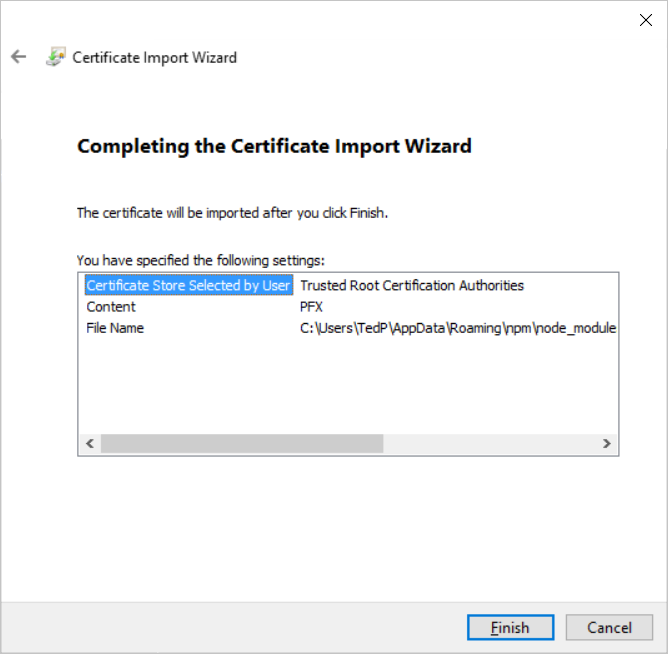 Certificate Import Wizard
Completing the Certificate Import Wizard
The certificate will be imported after you click Finish.
You have specified the following settings:
Certificate Store Selected by User Trusted Root Certification Authorities
Content PFX
File Name C:\Users\TedP\AppData\Roaming\npm\node_module
Finish Cancel